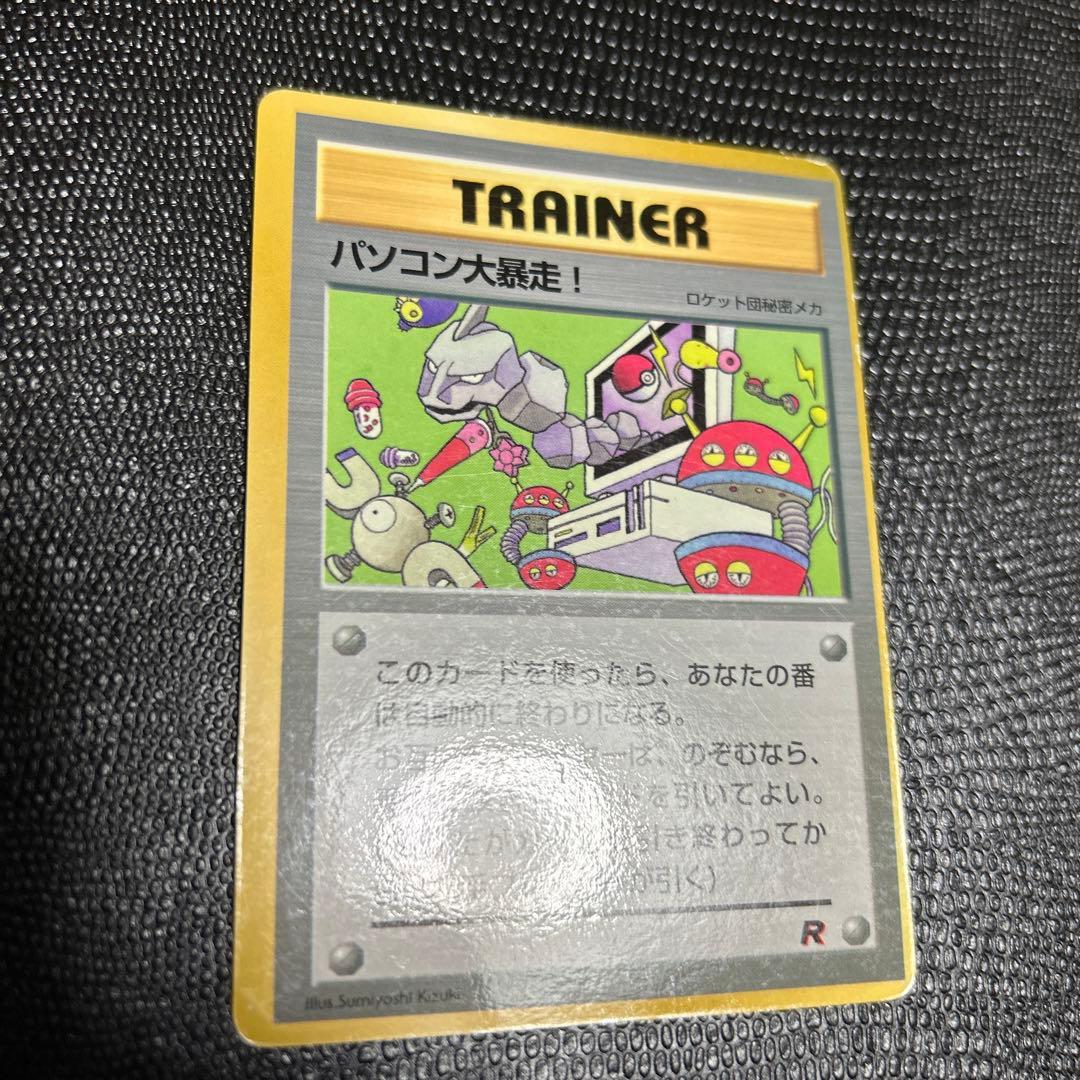 TRAINER
パソコン大暴走！
ロケット団秘密メカ
このカードを使ったら、あなたの番
は自動的に終わりになる。
のぞむなら、
を引いてよい。
引き終わってか
が引く）
R
Illus.Sumiyoshi Kizuki